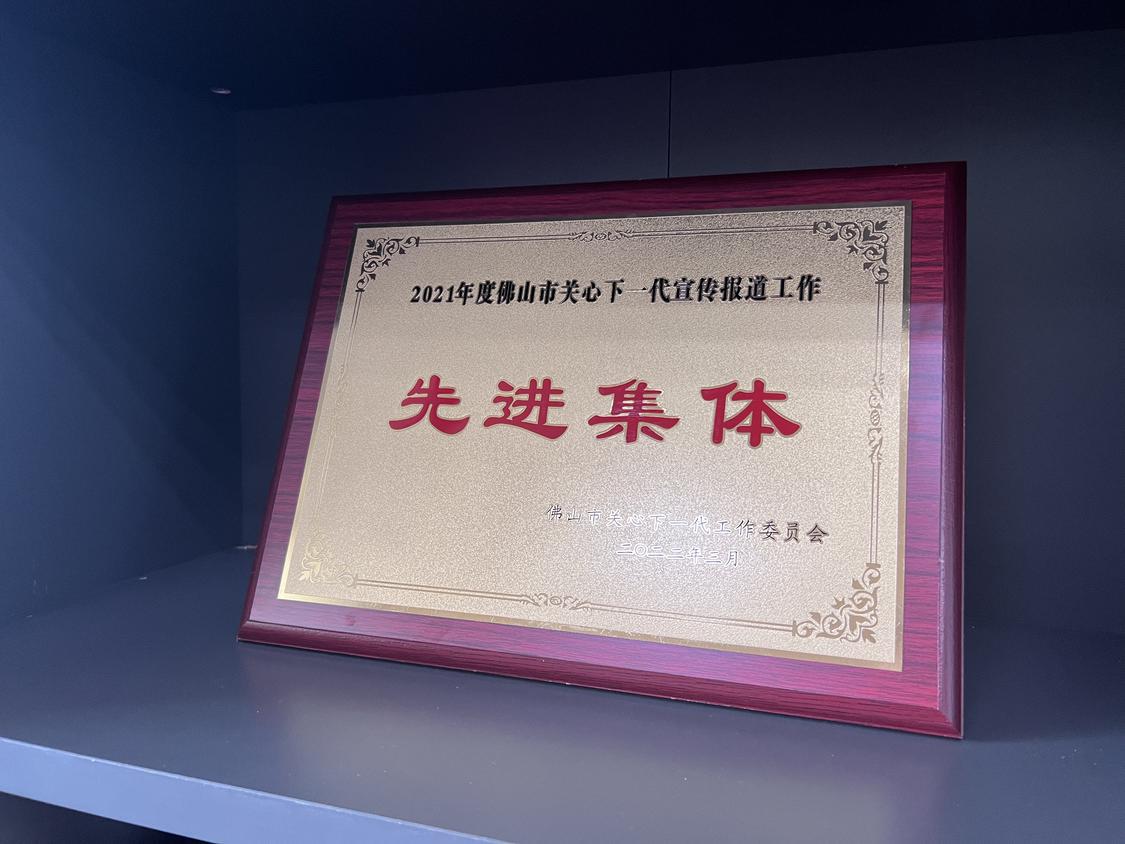 2021年度佛山市关心下一代宣传报道工作
先进集体
佛山市关心下一代工作委员会
二〇二二年三月